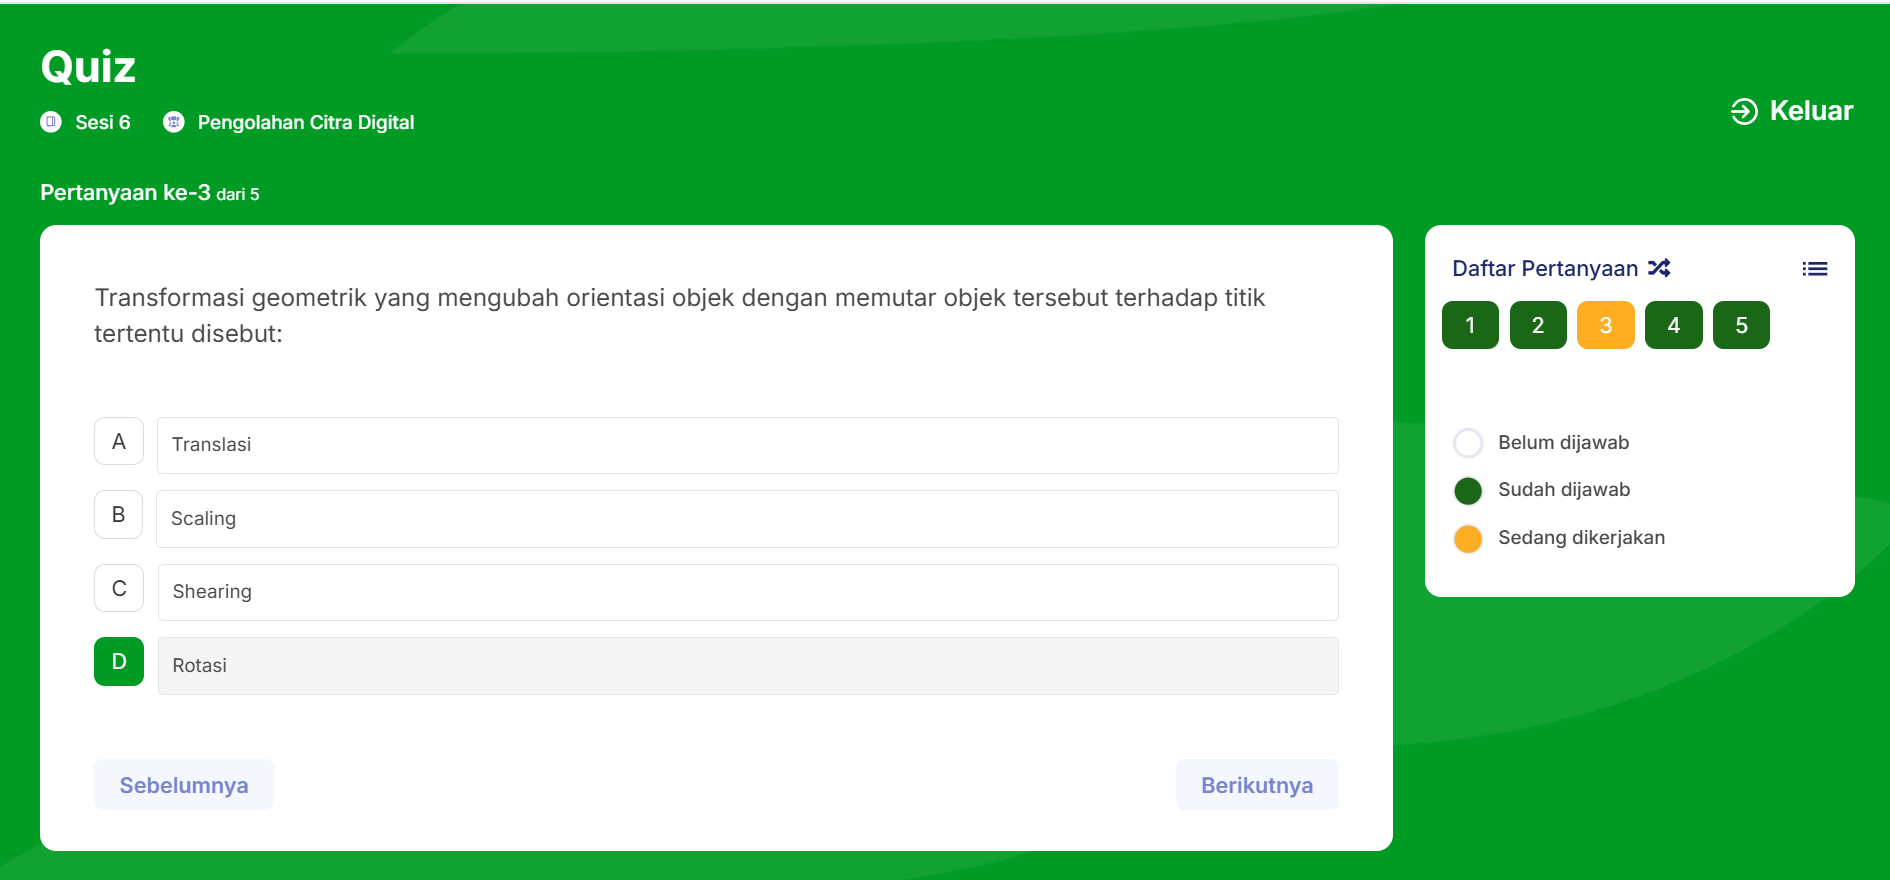 Quiz
Sesi 6 Pengolahan Citra Digital
Keluar
Pertanyaan ke-3 dari 5
Transformasi geometrik yang mengubah orientasi objek dengan memutar objek tersebut terhadap titik
tertentu disebut:
A Translasi
B Scaling
C Shearing
D Rotasi
Sebelumnya
Berikutnya
Daftar Pertanyaan
1 2 3 4 5
Belum dijawab
Sudah dijawab
Sedang dikerjakan